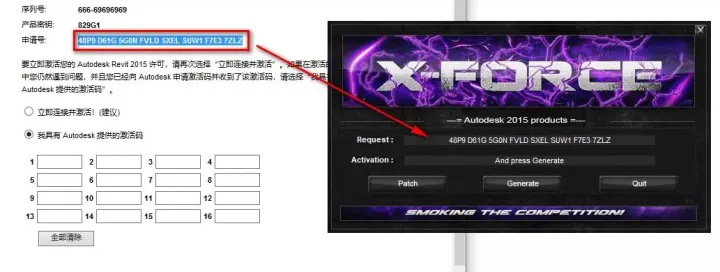 序列号: 666-69696969
产品密钥: 829G1
申请号: 48P9 D61G 5G0N FVLD SXEL SUW1 F7E3 7ZLZ
要立即激活您的 Autodesk Revit 2015 许可，请再次选择“立即连接并激活”。如果在激活的
中您仍然遇到问题，并且您已经向 Autodesk 申请激活码并收到了该激活码，请选择“我具
Autodesk 提供的激活码”。
立即连接并激活! (建议)
我具有 Autodesk 提供的激活码
1 2 3 4
5 6 7 8
9 10 11 12
13 14 15 16
全部清除
X-FORCE
---= Autodesk 2015 products =---
Request : 48P9 D61G 5G0N FVLD SXEL SUW1 F7E3 7ZLZ
Activation : And press Generate
Patch Generate Quit
SMOKING THE COMPETITION!